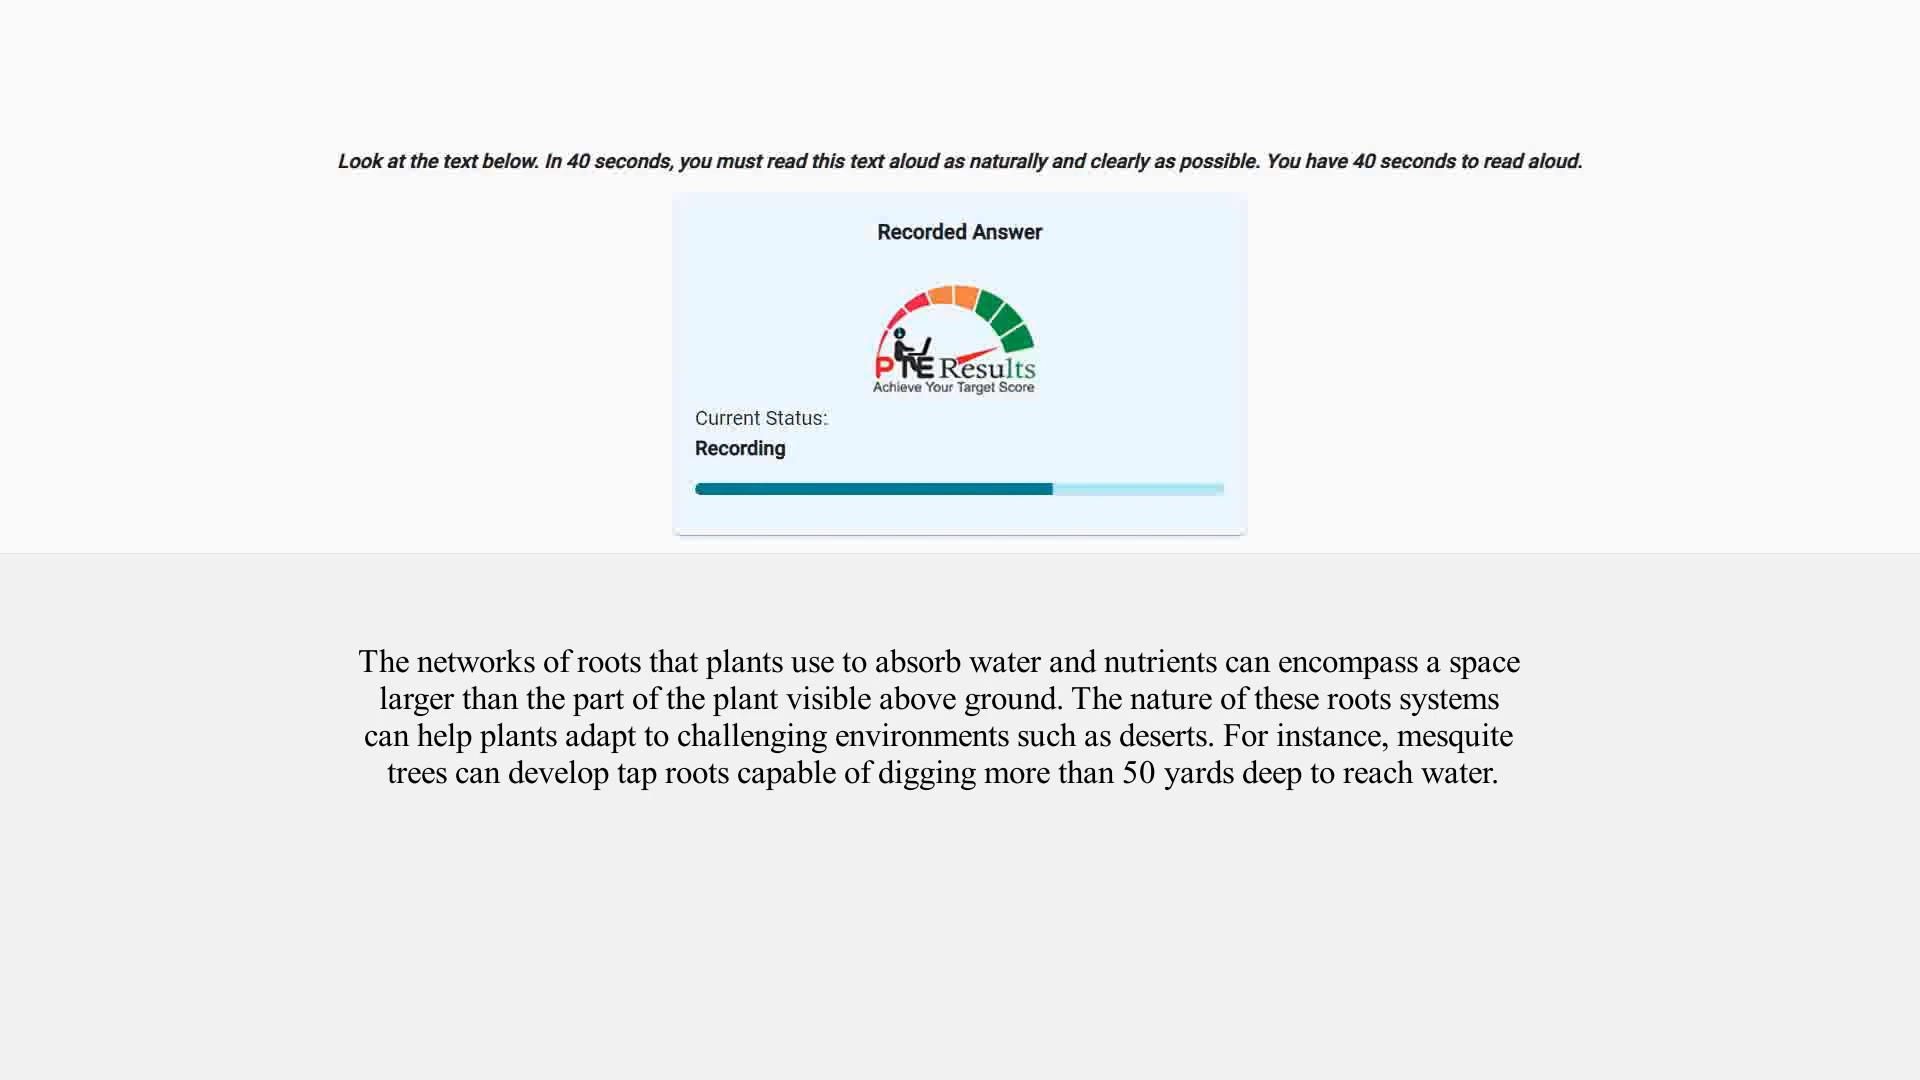 Look at the text below. In 40 seconds, you must read this text aloud as naturally and clearly as possible. You have 40 seconds to read aloud.
Recorded Answer
PTE Results
Achieve Your Target Score
Current Status:
Recording
The networks of roots that plants use to absorb water and nutrients can encompass a space
larger than the part of the plant visible above ground. The nature of these roots systems
can help plants adapt to challenging environments such as deserts. For instance, mesquite
trees can develop tap roots capable of digging more than 50 yards deep to reach water.